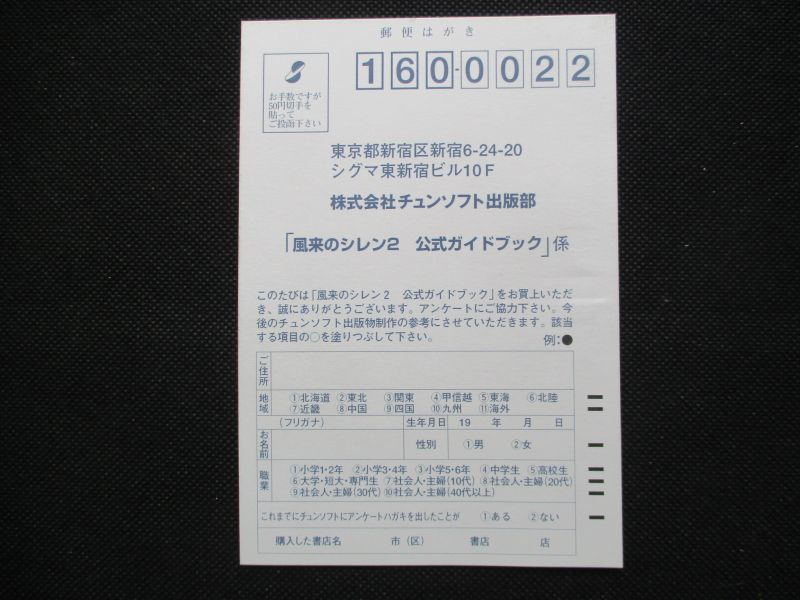 郵便はがき
160-0022
お手数ですが
50円切手を
貼って
ご投函下さい
東京都新宿区新宿6-24-20
シグマ東新宿ビル10F
株式会社チュンソフト出版部
「風来のシレン2 公式ガイドブック」係
このたびは「風来のシレン2 公式ガイドブック」をお買上いただ
き、誠にありがとうございます。アンケートにご協力下さい。今
後のチュンソフト出版物制作の参考にさせていただきます。該当
する項目の○を塗りつぶして下さい。
例:●
ご住所
地域
①北海道 ②東北 ③関東 ④甲信越 ⑤東海 ⑥北陸
⑦近畿 ⑧中国 ⑨四国 ⑩九州 ⑪海外
(フリガナ) 生年月日 19 年 月 日
お名前 性別 ①男 ②女
職業
①小学1・2年 ②小学3・4年 ③小学5・6年 ④中学生 ⑤高校生
⑥大学・短大・専門生 ⑦社会人・主婦(10代) ⑧社会人・主婦(20代)
⑨社会人・主婦(30代) ⑩社会人・主婦(40代以上)
これまでにチュンソフトにアンケートハガキを出したことが ①ある ②ない
購入した書店名 市(区) 書店 店